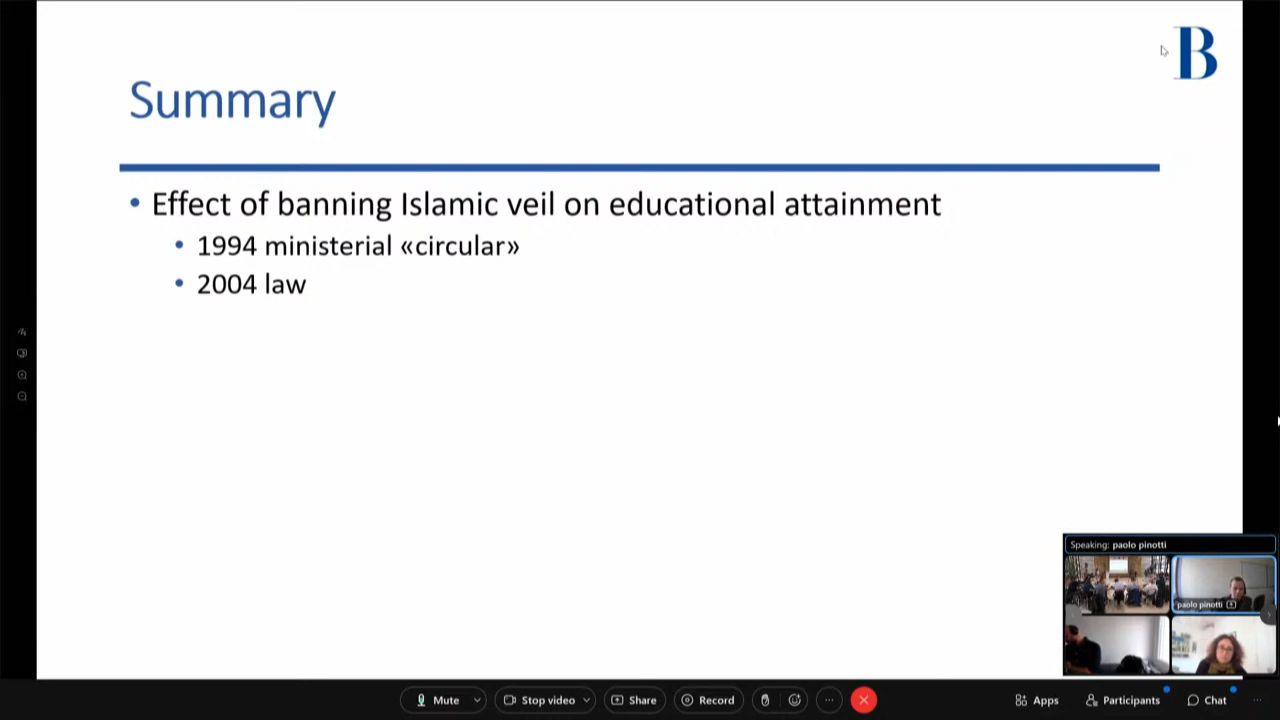 B
Summary
• Effect of banning Islamic veil on educational attainment
• 1994 ministerial «circular»
• 2004 law
Speaking: paolo pinotti
paolo pinotti
Mute
Stop video
Share
Record
Apps
Participants
Chat